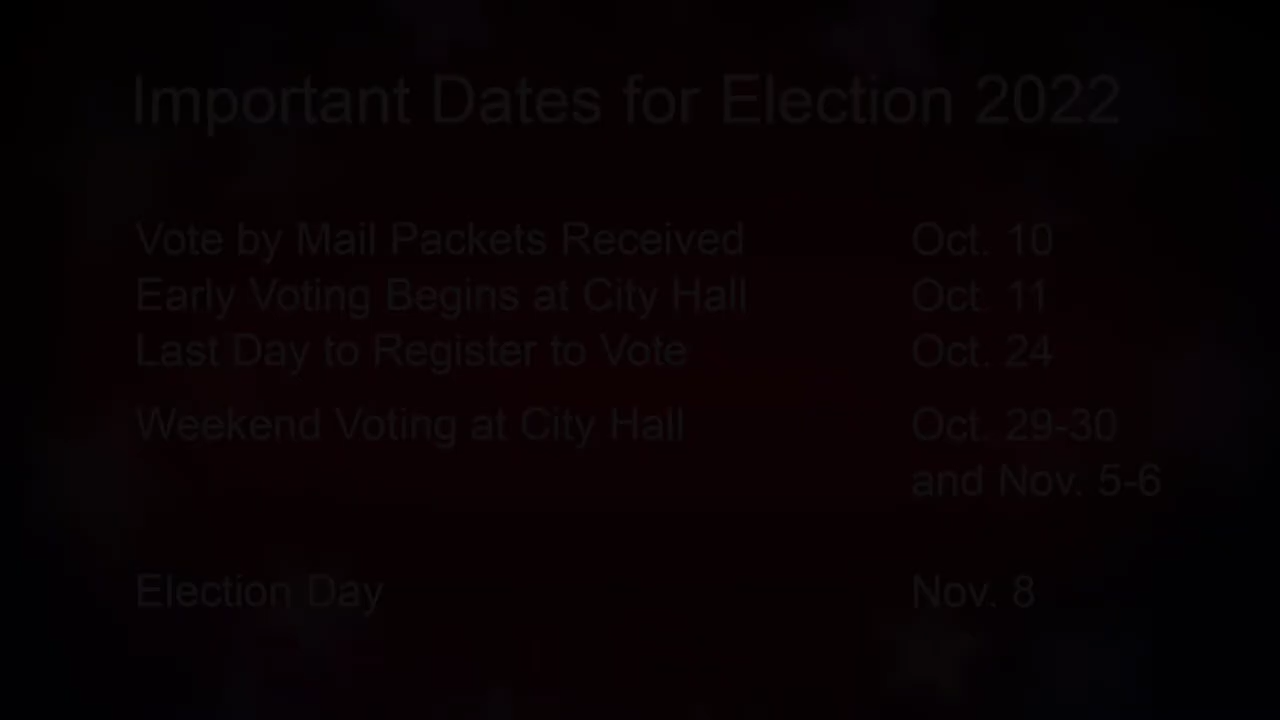 Important Dates for Election 2022
Vote by Mail Packets Received Oct. 10
Early Voting Begins at City Hall Oct. 11
Last Day to Register to Vote Oct. 24
Weekend Voting at City Hall Oct. 29-30
and Nov. 5-6
Election Day Nov. 8